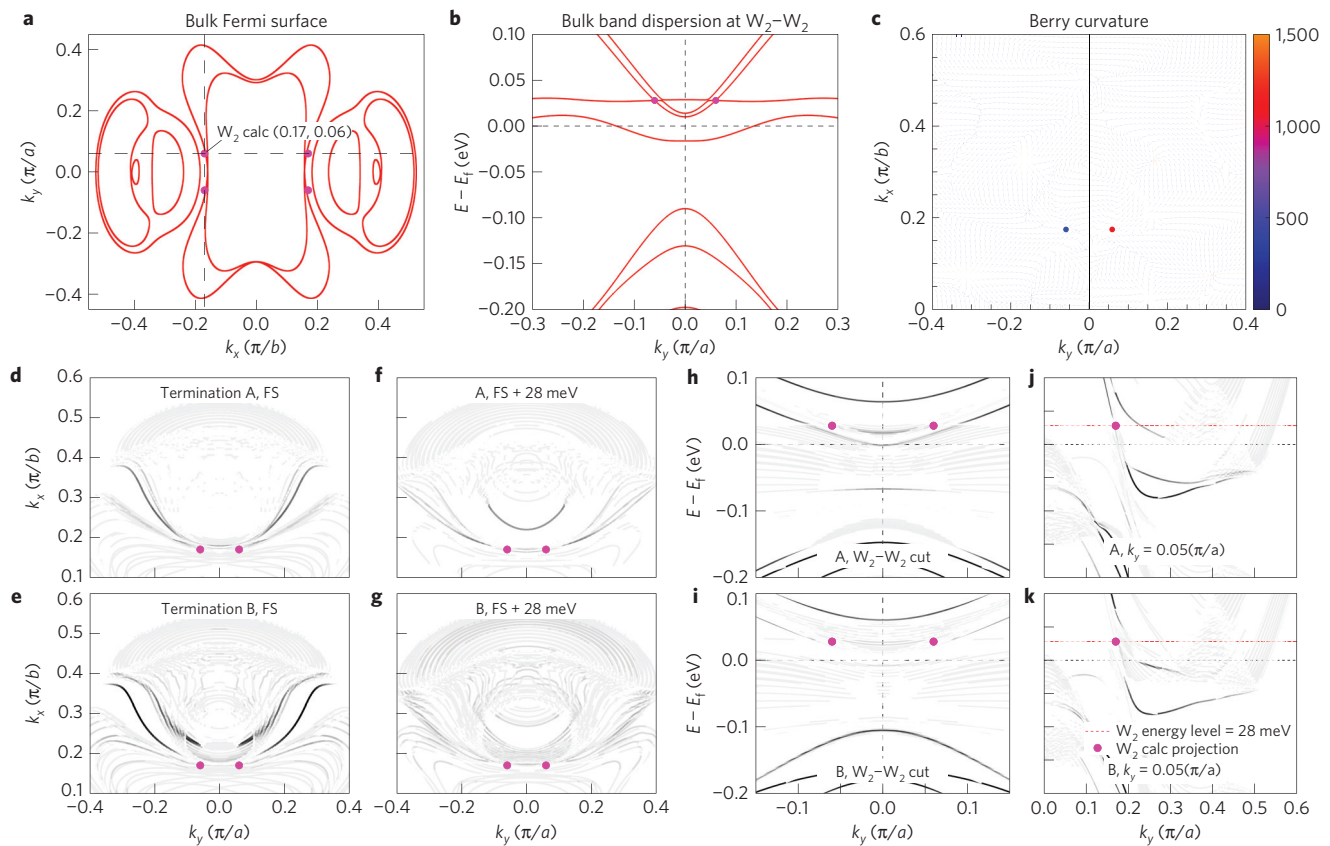 a
Bulk Fermi surface
0.4
0.2
0.0
−0.2
−0.4
k_y (π/a)
W₂ calc (0.17, 0.06)
−0.4 −0.2 0.0 0.2 0.4
k_x (π/b)
b
Bulk band dispersion at W₂–W₂
0.10
0.05
0.00
−0.05
−0.10
−0.15
−0.20
E − E_f (eV)
−0.3 −0.2 −0.1 0.0 0.1 0.2 0.3
k_y (π/a)
c
Berry curvature
0.6
0.4
0.2
0
k_x (π/b)
−0.4 −0.2 0 0.2 0.4
k_y (π/a)
1,500
1,000
500
0
d
Termination A, FS
0.6
0.5
0.4
0.3
0.2
0.1
k_x (π/b)
f
A, FS + 28 meV
h
0.1
0.0
−0.1
−0.2
E − E_f (eV)
A, W₂–W₂ cut
j
A, k_y = 0.05(π/a)
e
Termination B, FS
0.6
0.5
0.4
0.3
0.2
0.1
k_x (π/b)
−0.4 −0.2 0.0 0.2 0.4
k_y (π/a)
g
B, FS + 28 meV
−0.4 −0.2 0.0 0.2 0.4
k_y (π/a)
i
0.1
0.0
−0.1
−0.2
E − E_f (eV)
B, W₂–W₂ cut
−0.1 0.0 0.1
k_y (π/a)
k
W₂ energy level = 28 meV
W₂ calc projection
B, k_y = 0.05(π/a)
0.0 0.1 0.2 0.3 0.4 0.5 0.6
k_y (π/a)